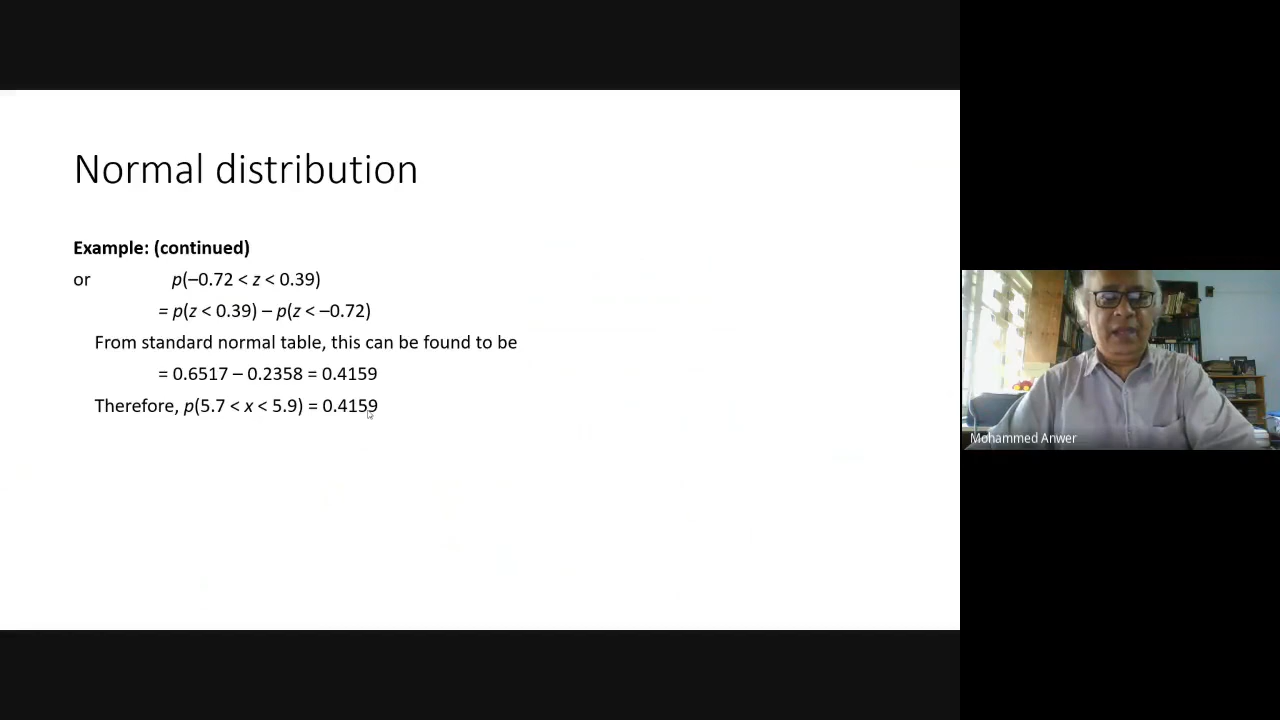 Normal distribution
Example: (continued)
or p(–0.72 < z < 0.39)
= p(z < 0.39) – p(z < –0.72)
From standard normal table, this can be found to be
= 0.6517 – 0.2358 = 0.4159
Therefore, p(5.7 < x < 5.9) = 0.4159
Mohammed Anwer